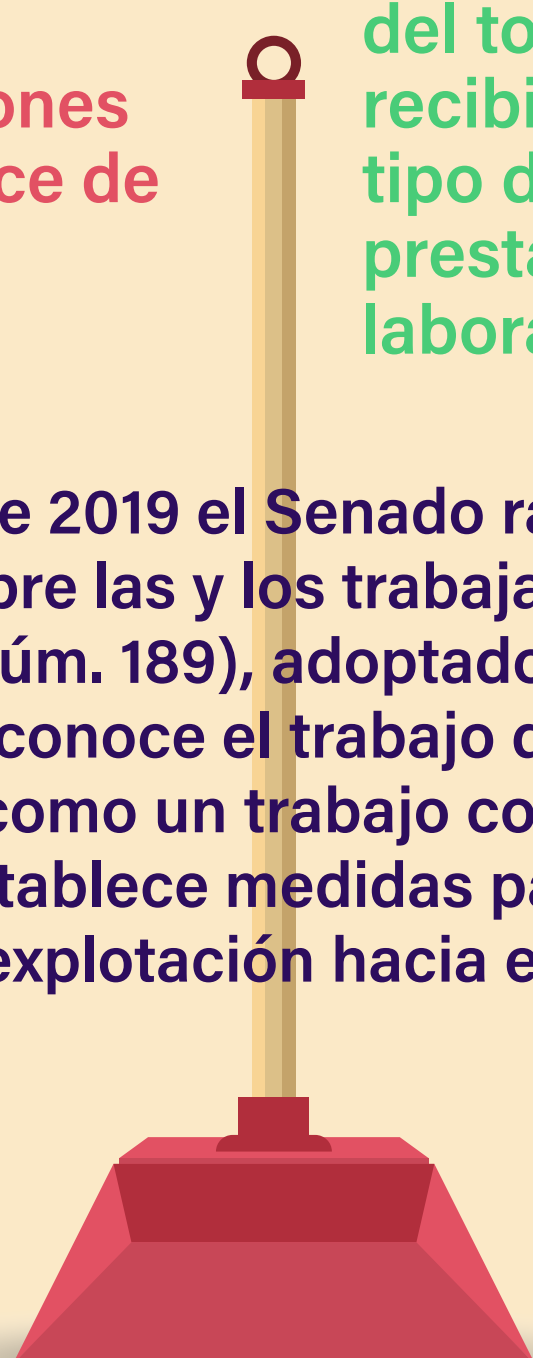 ones
ce de
del to
recibi
tipo d
presta
labora
e 2019 el Senado ra
bre las y los trabaja
úm. 189), adoptado
conoce el trabajo
como un trabajo co
tablece medidas pa
explotación hacia e